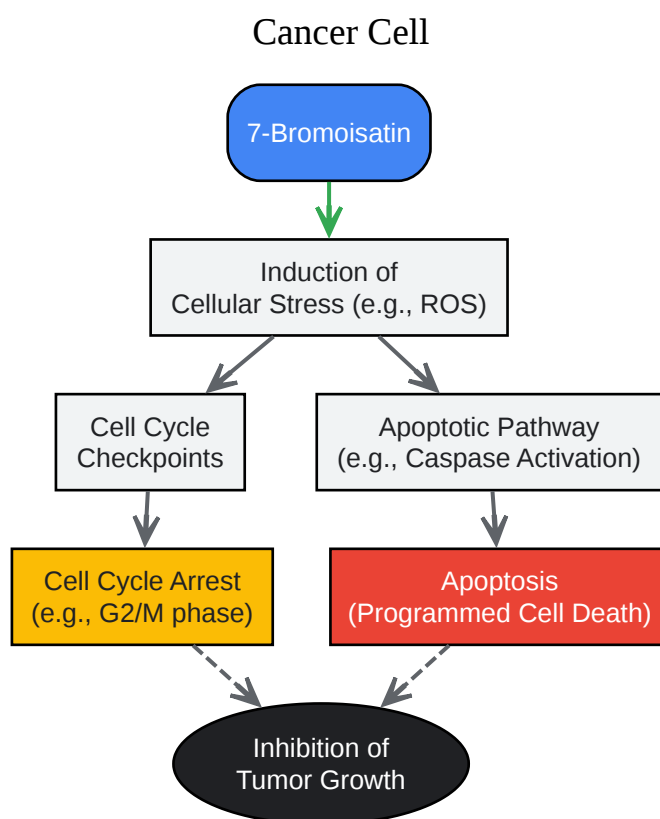 Cancer Cell
7-Bromoisatin
Induction of
Cellular Stress (e.g., ROS)
Cell Cycle
Checkpoints
Apoptotic Pathway
(e.g., Caspase Activation)
Cell Cycle Arrest
(e.g., G2/M phase)
Apoptosis
(Programmed Cell Death)
Inhibition of
Tumor Growth